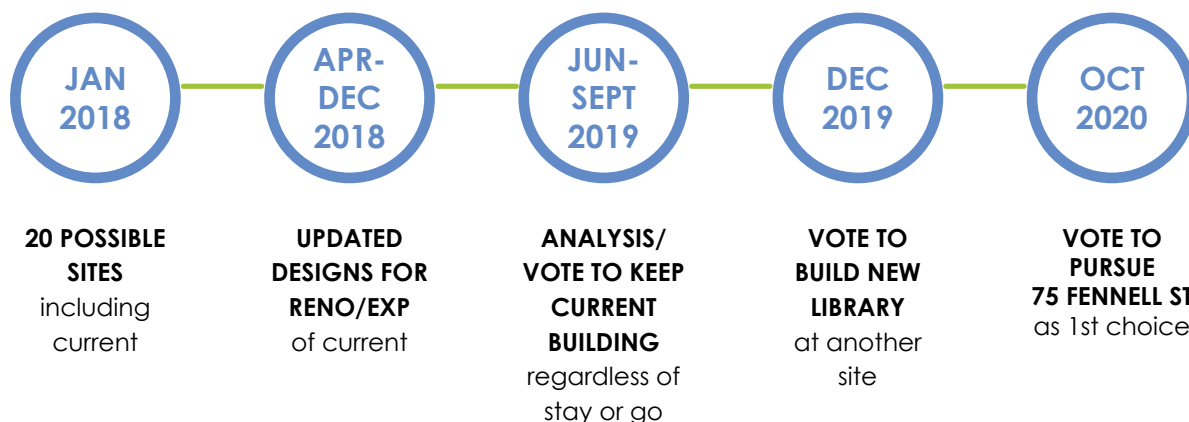 JAN
2018
APR-
DEC
2018
JUN-
SEPT
2019
DEC
2019
OCT
2020
20 POSSIBLE
SITES
including
current
UPDATED
DESIGNS FOR
RENO/EXP
of current
ANALYSIS/
VOTE TO KEEP
CURRENT
BUILDING
regardless of
stay or go
VOTE TO
BUILD NEW
LIBRARY
at another
site
VOTE TO
PURSUE
75 FENNELL ST
as 1st choice